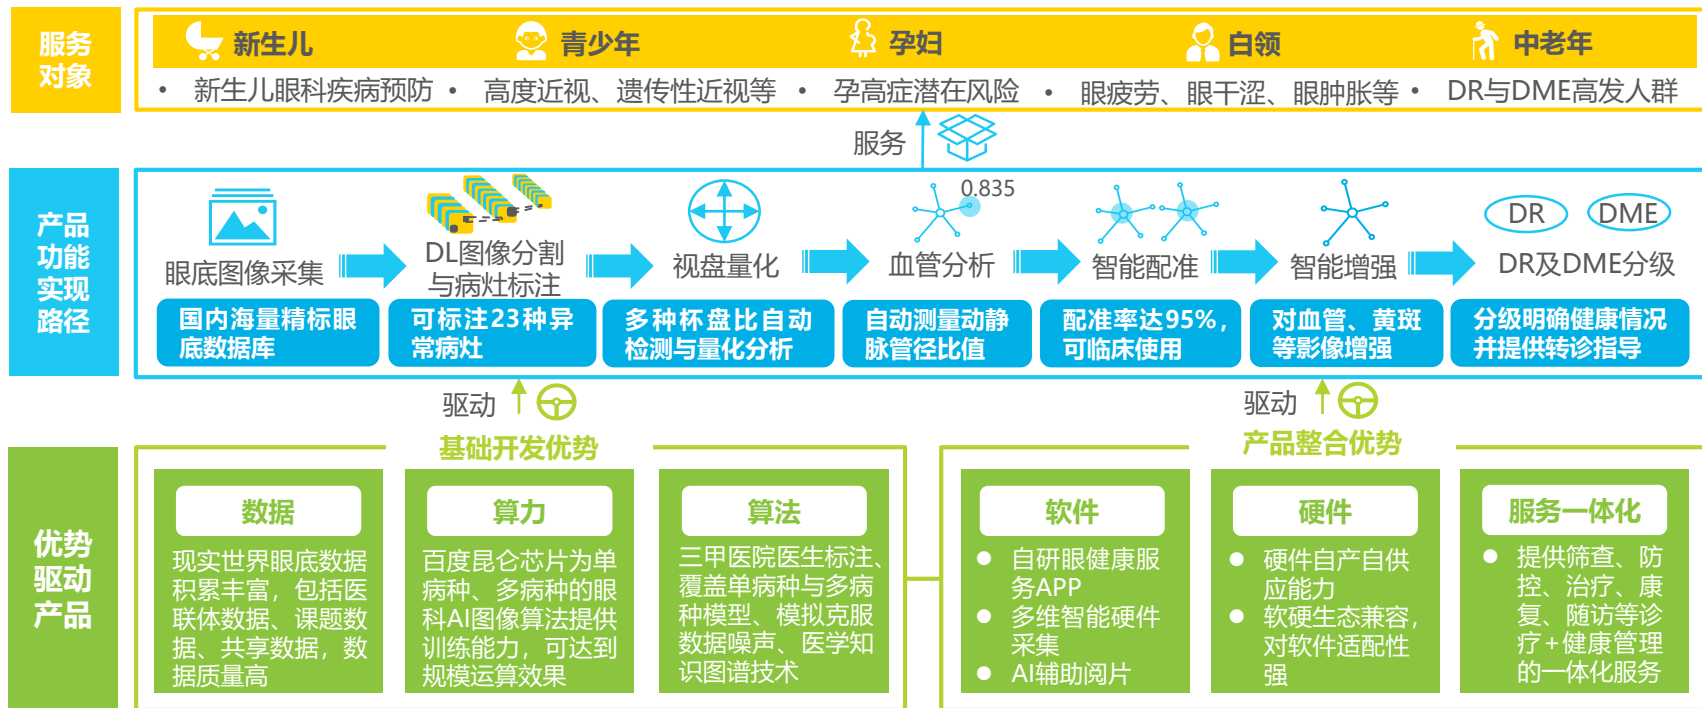 服务
对象
新生儿
青少年
孕妇
白领
中老年
• 新生儿眼科疾病预防
• 高度近视、遗传性近视等
• 孕高症潜在风险
• 眼疲劳、眼干涩、眼肿胀等
• DR与DME高发人群
服务
产品
功能
实现
路径
0.835
DR
DME
眼底图像采集
DL图像分割
与病灶标注
视盘量化
血管分析
智能配准
智能增强
DR及DME分级
国内海量精标眼
底数据库
可标注23种异
常病灶
多种杯盘比自动
检测与量化分析
自动测量动静
脉管径比值
配准率达95%,
可临床使用
对血管、黄斑
等影像增强
分级明确健康情况
并提供转诊指导
驱动
驱动
基础开发优势
产品整合优势
优势
驱动
产品
数据
现实世界眼底数据
积累丰富，包括医
联体数据、课题数
据、共享数据，数
据质量高
算力
百度昆仑芯片为单
病种、多病种的眼
科AI图像算法提供
训练能力，可达到
规模运算效果
算法
三甲医院医生标注、
覆盖单病种与多病
种模型、模拟克服
数据噪声、医学知
识图谱技术
软件
● 自研眼健康服
务APP
● 多维智能硬件
采集
● AI辅助阅片
硬件
● 硬件自产自供
应能力
● 软硬生态兼容，
对软件适配性
强
服务一体化
● 提供筛查、防
控、治疗、康
复、随访等诊
疗+健康管理
的一体化服务